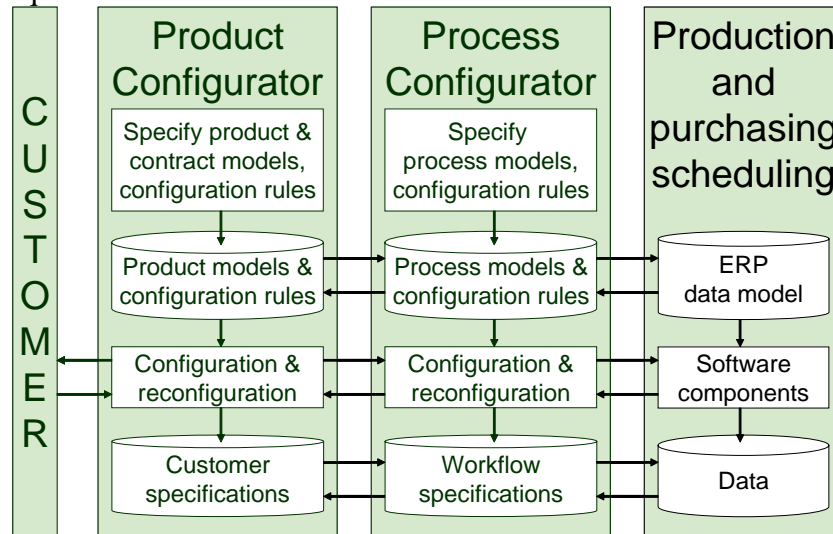 CUSTOMER
Product
Configurator
Specify product &
contract models,
configuration rules
Product models &
configuration rules
Configuration &
reconfiguration
Customer
specifications
Process
Configurator
Specify
process models,
configuration rules
Process models &
configuration rules
Configuration &
reconfiguration
Workflow
specifications
Production
and
purchasing
scheduling
ERP
data model
Software
components
Data